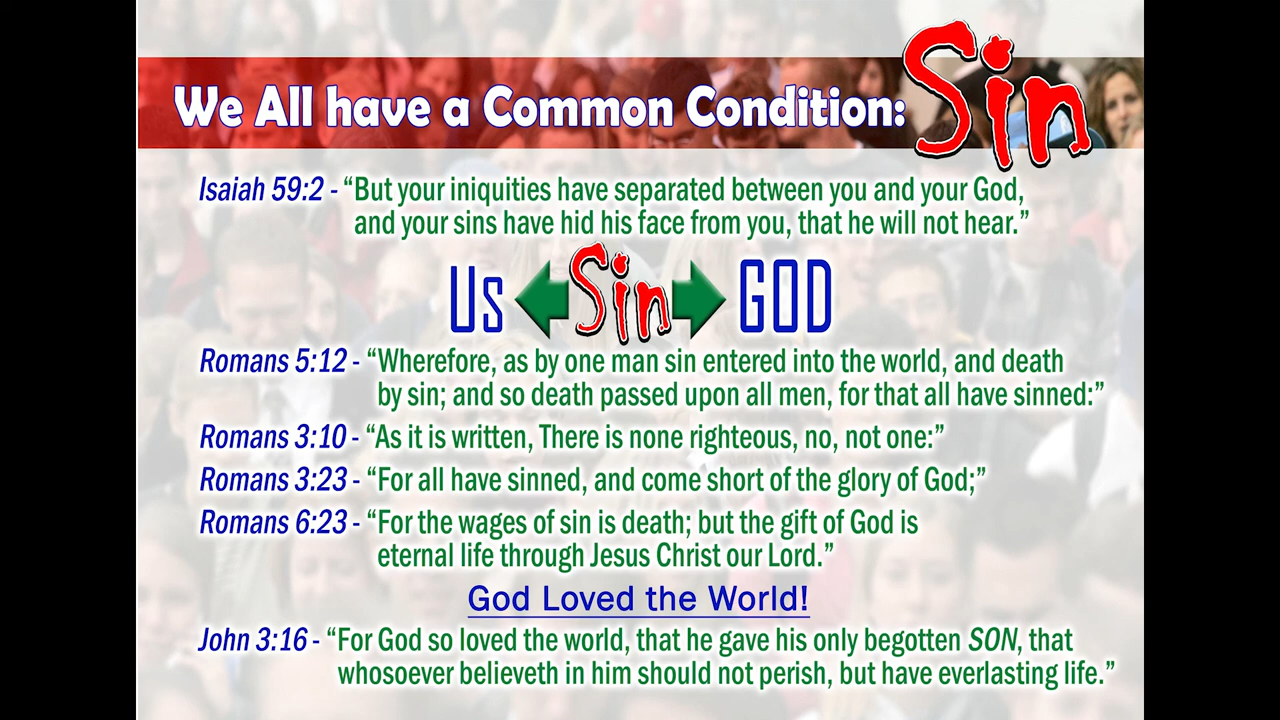 We All have a Common Condition: Sin
Isaiah 59:2 - “But your iniquities have separated between you and your God,
and your sins have hid his face from you, that he will not hear.”
Us Sin GOD
Romans 5:12 - “Wherefore, as by one man sin entered into the world, and death
by sin; and so death passed upon all men, for that all have sinned:”
Romans 3:10 - “As it is written, There is none righteous, no, not one:”
Romans 3:23 - “For all have sinned, and come short of the glory of God;”
Romans 6:23 - “For the wages of sin is death; but the gift of God is
eternal life through Jesus Christ our Lord.”
God Loved the World!
John 3:16 - “For God so loved the world, that he gave his only begotten SON, that
whosoever believeth in him should not perish, but have everlasting life.”